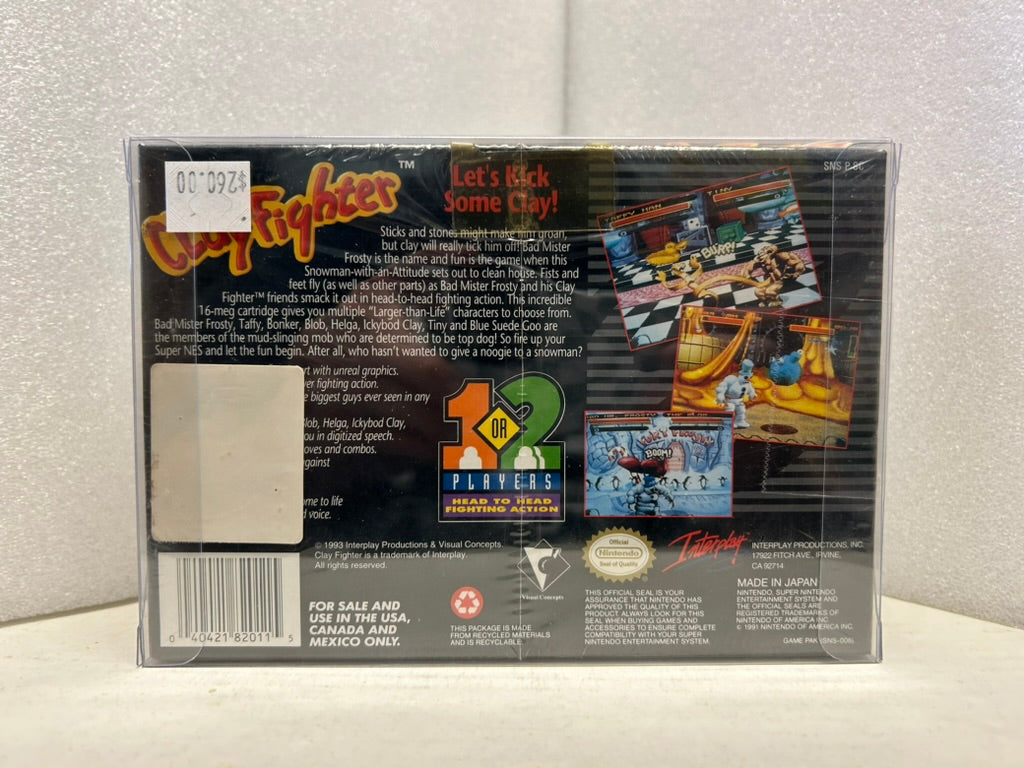 $260.00
ClayFighter™
Let's Kick
Some Clay!
SNS P 8C
Sticks and stones might make him groan,
but clay will really tick him off! Bad Mister
Frosty is the name and fun is the game when this
Snowman-with-an-Attitude sets out to clean house. Fists and
feet fly (as well as other parts) as Bad Mister Frosty and his Clay
Fighter™ friends smack it out in head-to-head fighting action. This incredible
16-meg cartridge gives you multiple "Larger-than-Life" characters to choose from.
Bad Mister Frosty, Taffy, Bonker, Blob, Helga, Ickybod Clay, Tiny and Blue Suede Goo are
the members of the mud-slinging mob who are determined to be top dog! So fire up your
Super NES and let the fun begin. After all, who hasn't wanted to give a noogie to a snowman?
rt with unreal graphics.
er fighting action.
e biggest guys ever seen in any
lob, Helga, Ickybod Clay,
ou in digitized speech.
oves and combos.
gainst
me to life
d voice.
TAFFY MAN
TINY
BURP!
BOOM!
1 OR 2
PLAYERS
HEAD TO HEAD
FIGHTING ACTION
© 1993 Interplay Productions & Visual Concepts.
Clay Fighter is a trademark of Interplay.
All rights reserved.
Visual Concepts
Official
Nintendo
Seal of Quality
Interplay
INTERPLAY PRODUCTIONS, INC.
17922 FITCH AVE., IRVINE,
CA 92714
MADE IN JAPAN
NINTENDO, SUPER NINTENDO
ENTERTAINMENT SYSTEM AND
THE OFFICIAL SEALS ARE
REGISTERED TRADEMARKS OF
NINTENDO OF AMERICA INC.
© 1991 NINTENDO OF AMERICA INC.
GAME PAK (SNS-006)
THIS OFFICIAL SEAL IS YOUR
ASSURANCE THAT NINTENDO HAS
APPROVED THE QUALITY OF THIS
PRODUCT. ALWAYS LOOK FOR THIS
SEAL WHEN BUYING GAMES AND
ACCESSORIES TO ENSURE COMPLETE
COMPATIBILITY WITH YOUR SUPER
NINTENDO ENTERTAINMENT SYSTEM.
THIS PACKAGE IS MADE
FROM RECYCLED MATERIALS
AND IS RECYCLABLE.
FOR SALE AND
USE IN THE USA,
CANADA AND
MEXICO ONLY.
0 40421 82011 5